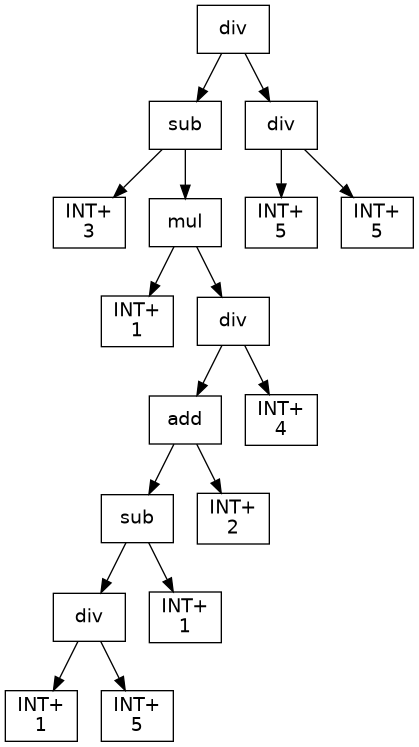 div
sub
div
INT+
3
mul
INT+
5
INT+
5
INT+
1
div
add
INT+
4
sub
INT+
2
div
INT+
1
INT+
1
INT+
5